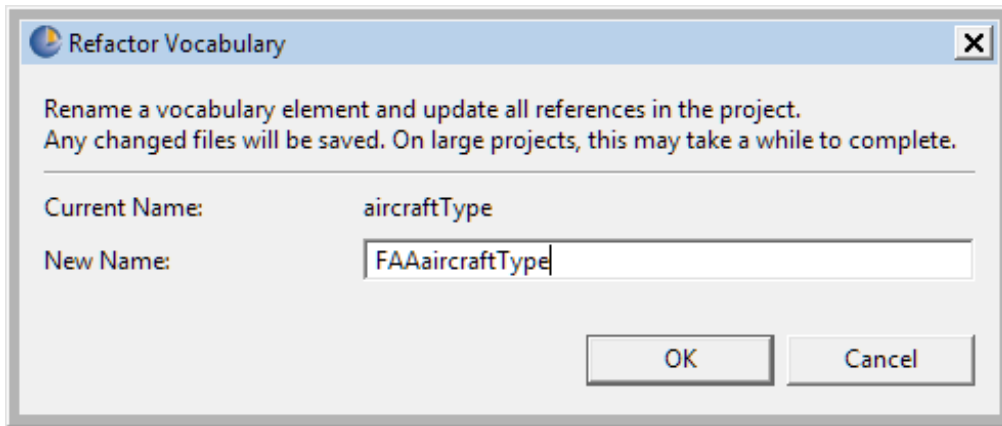 Refactor Vocabulary
Rename a vocabulary element and update all references in the project.
Any changed files will be saved. On large projects, this may take a while to complete.
Current Name: aircraftType
New Name: FAAaircraftType
OK Cancel